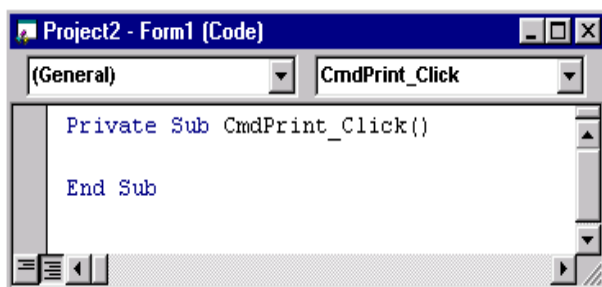 Project2 - Form1 (Code)
(General) CmdPrint_Click
Private Sub CmdPrint_Click()
End Sub